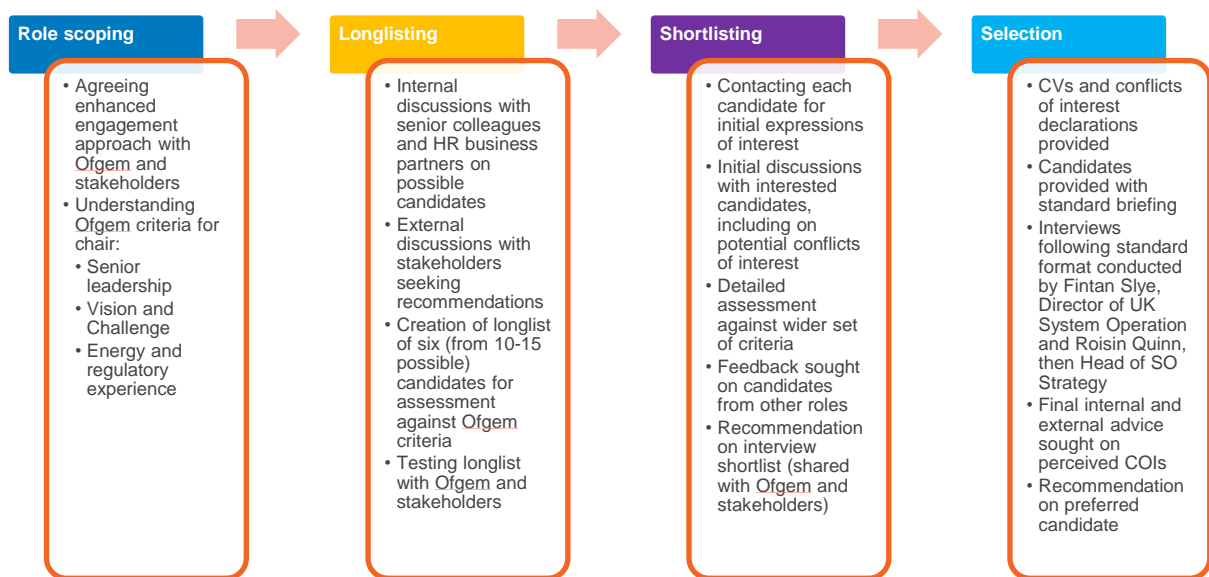 Role scoping
• Agreeing
enhanced
engagement
approach with
Ofgem and
stakeholders
• Understanding
Ofgem criteria for
chair:
• Senior
leadership
• Vision and
Challenge
• Energy and
regulatory
experience
Longlisting
• Internal
discussions with
senior colleagues
and HR business
partners on
possible
candidates
• External
discussions with
stakeholders
seeking
recommendations
• Creation of longlist
of six (from 10-15
possible)
candidates for
assessment
against Ofgem
criteria
• Testing longlist
with Ofgem and
stakeholders
Shortlisting
• Contacting each
candidate for
initial expressions
of interest
• Initial discussions
with interested
candidates,
including on
potential conflicts
of interest
• Detailed
assessment
against wider set
of criteria
• Feedback sought
on candidates
from other roles
• Recommendation
on interview
shortlist (shared
with Ofgem and
stakeholders)
Selection
• CVs and conflicts
of interest
declarations
provided
• Candidates
provided with
standard briefing
• Interviews
following standard
format conducted
by Fintan Slye,
Director of UK
System Operation
and Roisin Quinn,
then Head of SO
Strategy
• Final internal and
external advice
sought on
perceived COIs
• Recommendation
on preferred
candidate